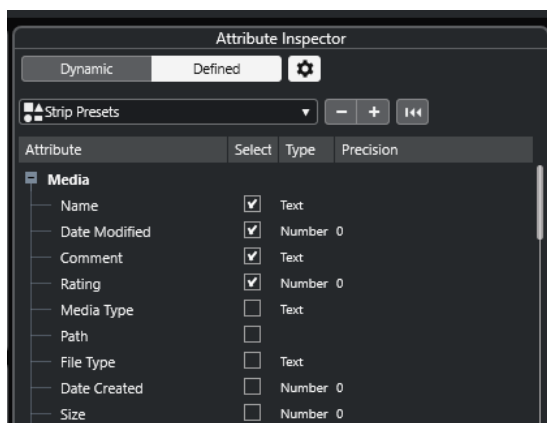 Attribute Inspector
Dynamic Defined
Strip Presets
Attribute Select Type Precision
Media
Name Text
Date Modified Number 0
Comment Text
Rating Number 0
Media Type Text
Path
File Type Text
Date Created Number 0
Size Number 0